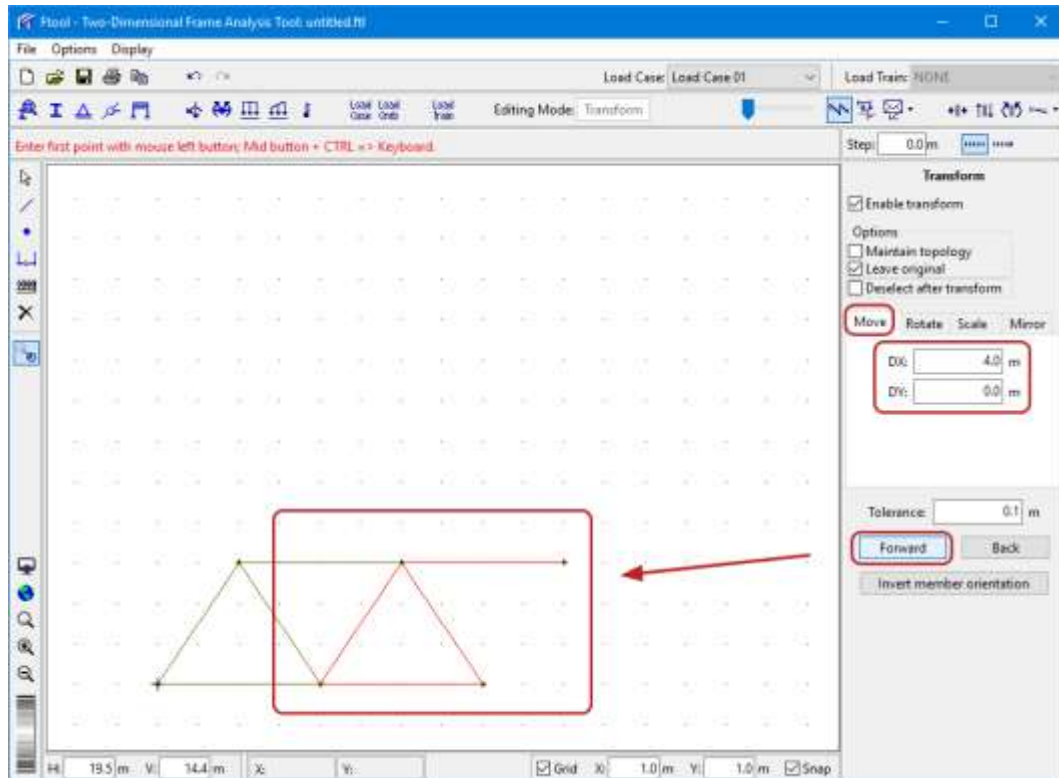 Ftool - Two-Dimensional Frame Analysis Tool: untitled.ftl
File Options Display
Load Case: Load Case 01
Load Train: NONE
Load Case Load Comb Load Train
Editing Mode: Transform
Enter first point with mouse left button; Mid button + CTRL => Keyboard.
Step: 0.0 m
Transform
Enable transform
Options
Maintain topology
Leave original
Deselect after transform
Move Rotate Scale Mirror
DX: 4.0 m
DY: 0.0 m
Tolerance: 0.1 m
Forward Back
Invert member orientation
H: 19.5 m V: 14.4 m X: Y: Grid X: 1.0 m Y: 1.0 m Snap